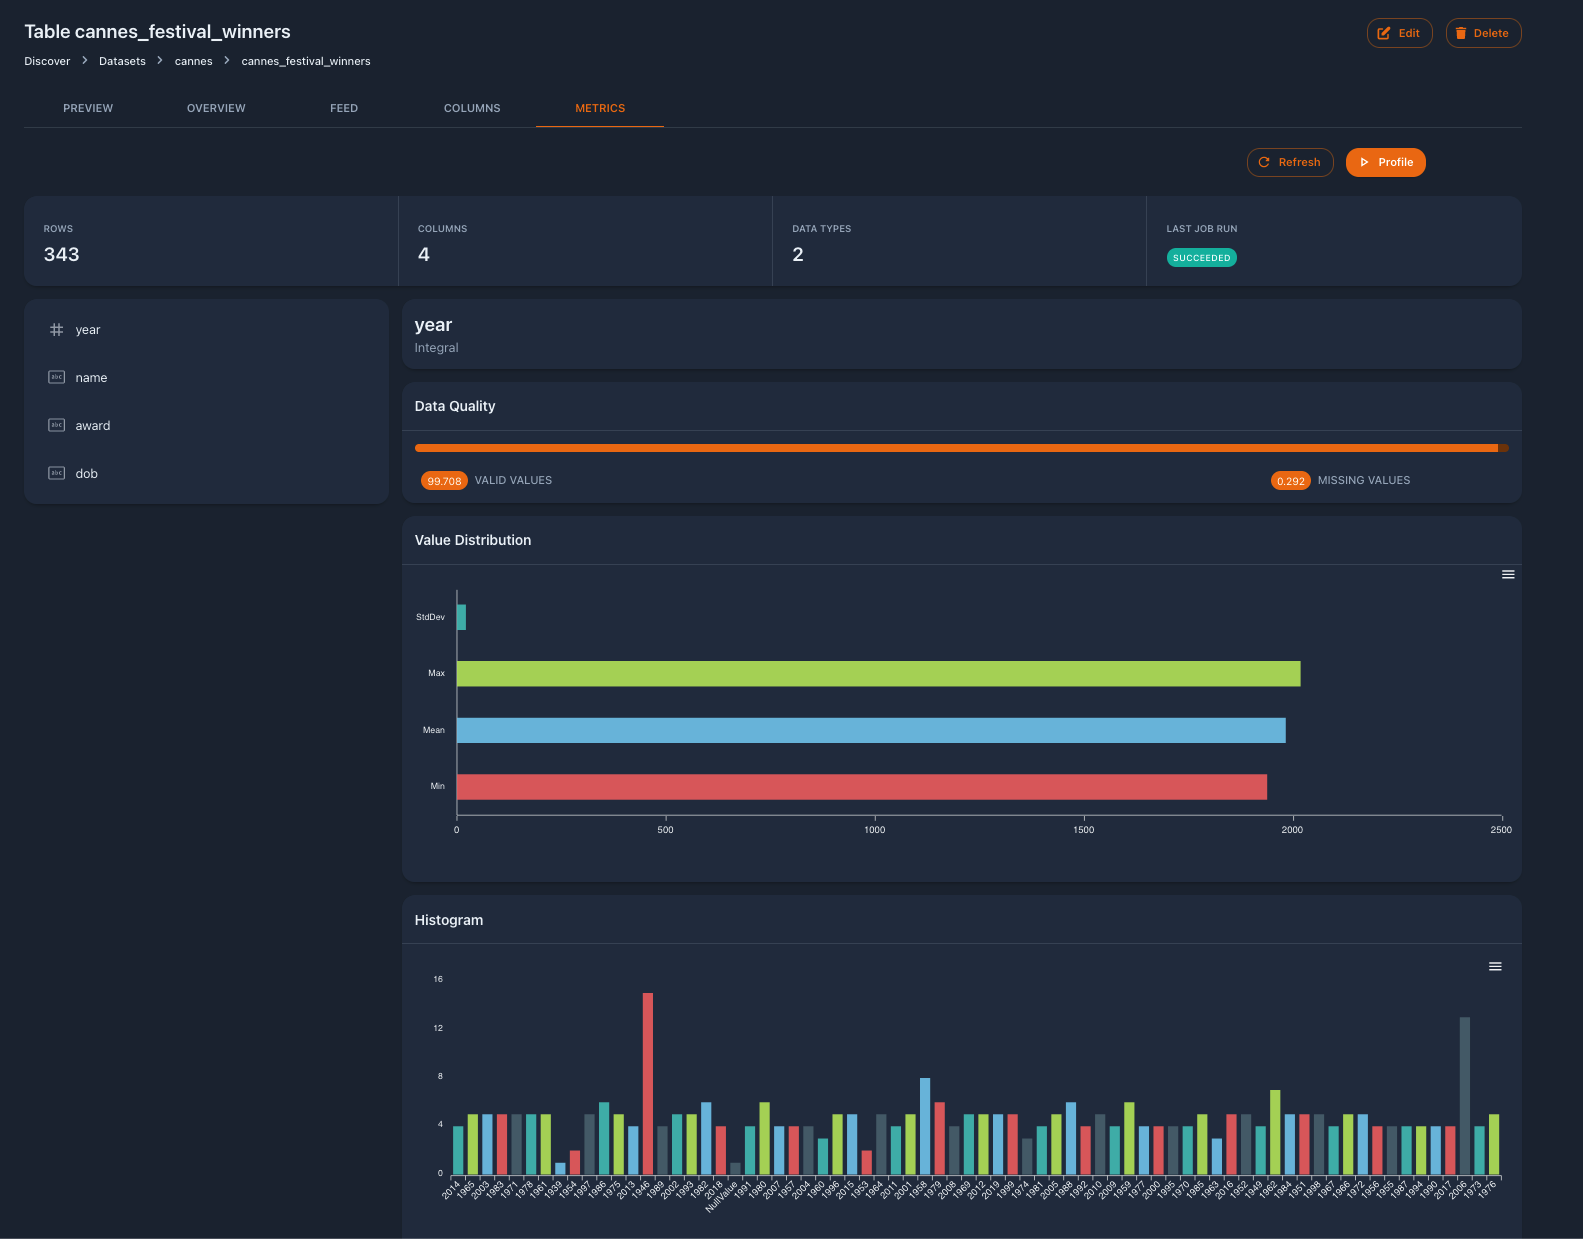 Table cannes_festival_winners
Edit
Delete
Discover > Datasets > cannes > cannes_festival_winners
PREVIEW OVERVIEW FEED COLUMNS METRICS
Refresh
Profile
ROWS
343
COLUMNS
4
DATA TYPES
2
LAST JOB RUN
SUCCEEDED
year
name
award
dob
year
Integral
Data Quality
99.708 VALID VALUES
0.292 MISSING VALUES
Value Distribution
StdDev
Max
Mean
Min
0 500 1000 1500 2000 2500
Histogram
16
12
8
4
0
2014 1965 2003 1983 1971 1978 1961 1939 1954 1997 1986 1975 2013 1946 1989 2002 1993 1982 2018 NullValue 1991 1980 2007 1957 2004 1960 1996 2015 1953 1964 2011 2001 1958 1979 2008 1969 2012 2019 1999 1974 1981 2005 1988 1992 2010 2009 1959 1977 2000 1995 1970 1985 1963 2016 1952 1949 1962 1984 1951 1998 1967 1966 1972 1956 1955 1987 1994 1990 2017 2006 1973 1976